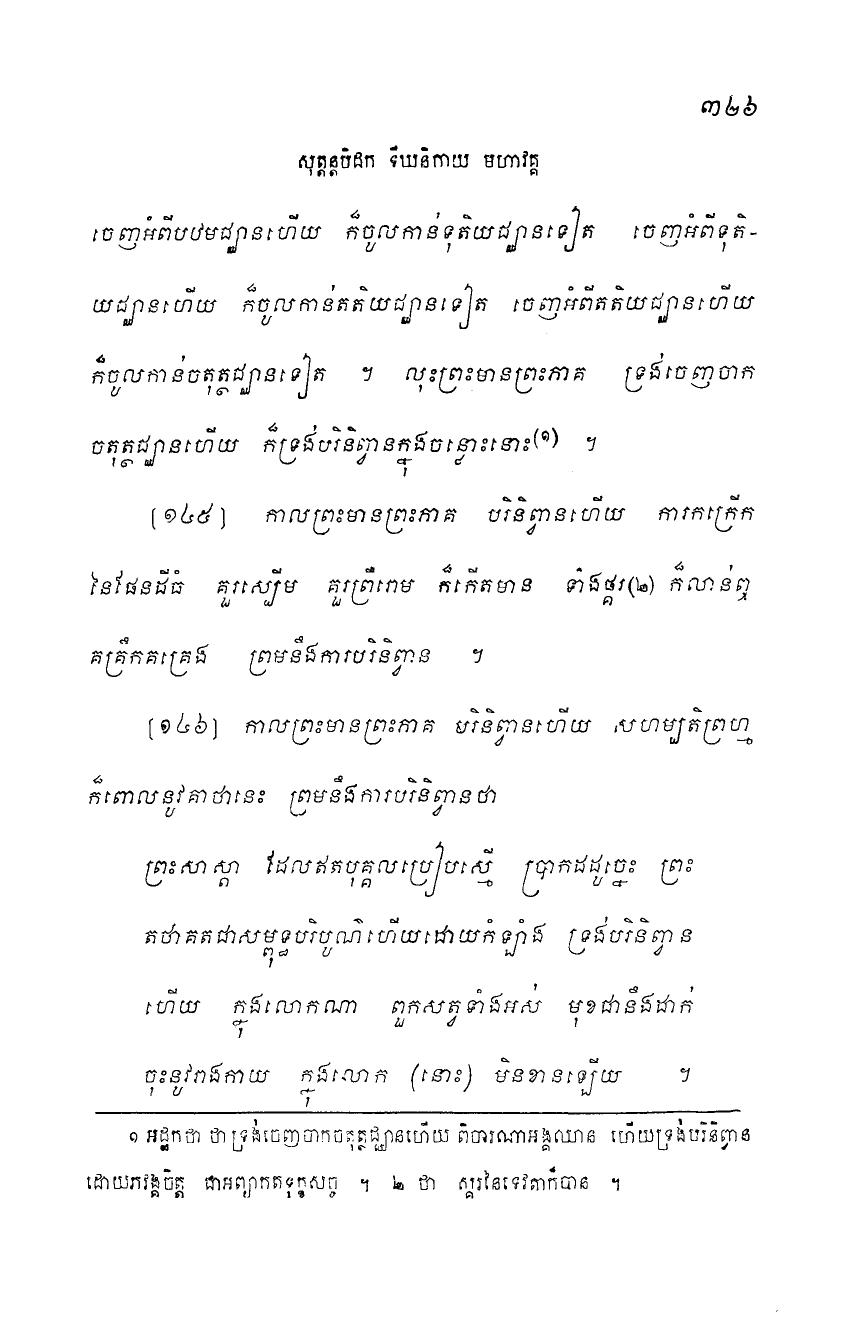 ៣៤៦
សុត្តន្តបិដក ទីឃនិកាយ មហាវគ្គ
ចេញអំពីបឋមជ្ឈានហើយ ក៏ចូលកាន់ទុតិយជ្ឈានទៀត ចេញអំពីទុតិ-
យជ្ឈានហើយ ក៏ចូលកាន់តតិយជ្ឈានទៀត ចេញអំពីតតិយជ្ឈានហើយ
ក៏ចូលកាន់ចតុត្ថជ្ឈានទៀត ។ លុះព្រះមានព្រះភាគ ទ្រង់ចេញចាក
ចតុត្ថជ្ឈានហើយ ក៏ទ្រង់បរិនិព្វានក្នុងចន្លោះនោះ(១) ។
[១៤៥] កាលព្រះមានព្រះភាគ បរិនិព្វានហើយ ការកក្រើក
នៃផែនដីធំ គួរស្បើម គួរព្រឺរោម ក៏កើតមាន ទាំងផ្គរ(២) ក៏លាន់ឮ
គគ្រឹកគគ្រេង ព្រមនឹងការបរិនិព្វាន ។
[១៤៦] កាលព្រះមានព្រះភាគ បរិនិព្វានហើយ សហម្បតិព្រហ្ម
ក៏ពោលនូវគាថានេះ ព្រមនឹងការបរិនិព្វានថា
ព្រះសាស្តា ដែលឥតបុគ្គលប្រៀបស្មើ ប្រាកដដូច្នេះ ព្រះ
តថាគតជាសម្ពុទ្ធបរិបូណ៌ហើយដោយកំឡាំង ទ្រង់បរិនិព្វាន
ហើយ ក្នុងលោកណា ពួកសត្វទាំងអស់ មុខជានឹងដាក់
ចុះនូវរាងកាយ ក្នុងលោក (នោះ) មិនខានឡើយ ។
១ អដ្ឋកថា ថា ទ្រង់ចេញចាកចតុត្ថជ្ឈានហើយ ពិចារណាអង្គឈាន ហើយទ្រង់បរិនិព្វាន
ដោយភវង្គចិត្ត ជាអព្យាកតទុក្ខសច្ច ។ ២ ថា ស្គរនៃទេវតាក៏បាន ។